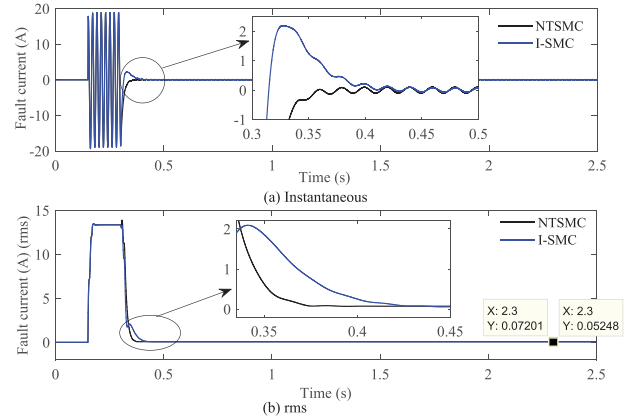 Fault current (A)
20
10
0
-10
-20
0
0.5
1
1.5
2
2.5
2
1
0
-1
0.3
0.35
0.4
0.45
0.5
NTSMC
I-SMC
Time (s)
(a) Instantaneous
Fault current (A) (rms)
15
10
5
0
0
0.5
1
1.5
2
2.5
2
1
0
0.35
0.4
0.45
NTSMC
I-SMC
X: 2.3
Y: 0.07201
X: 2.3
Y: 0.05248
Time (s)
(b) rms